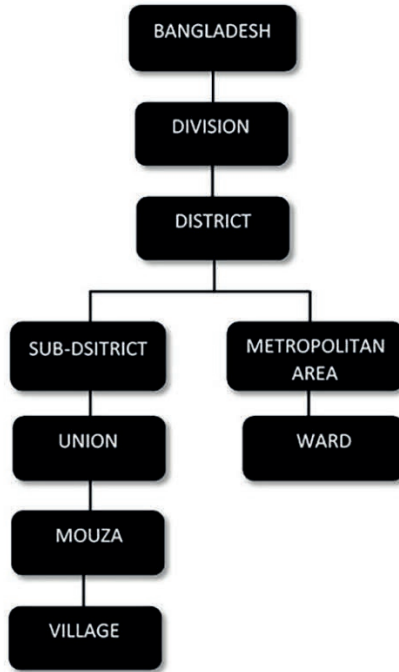 BANGLADESH
DIVISION
DISTRICT
SUB-DSITRICT
METROPOLITAN
AREA
UNION
WARD
MOUZA
VILLAGE